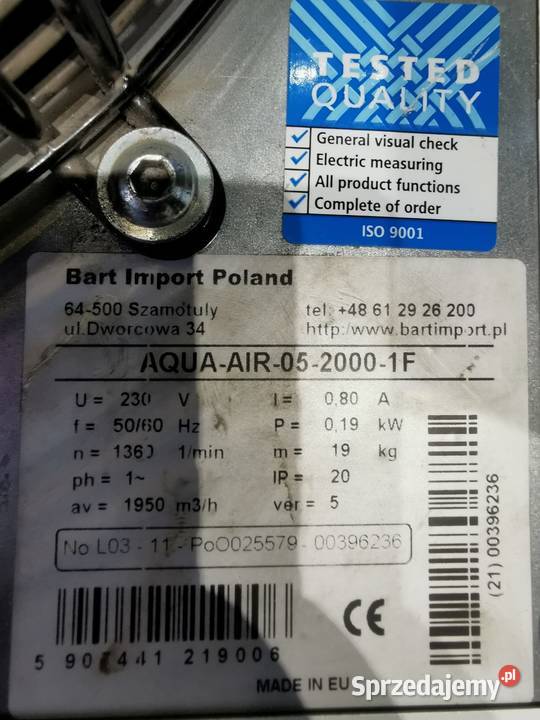 TESTED
QUALITY
General visual check
Electric measuring
All product functions
Complete of order
ISO 9001
Bart Import Poland
64-500 Szamotuly tel: +48 61 29 26 200
ul.Dworcowa 34 http:/www.bartimport.pl
AQUA-AIR-05-2000-1F
U = 230 V I = 0,80 A
f = 50/60 Hz P = 0,19 kW
n = 1360 1/min m = 19 kg
ph = 1~ IP = 20
av = 1950 m3/h ver = 5
No L03 - 11 - PoO025579 - 00396236
(21) 00396236
5 907441 219006
CE
MADE IN EU
Sprzedajemy.pl